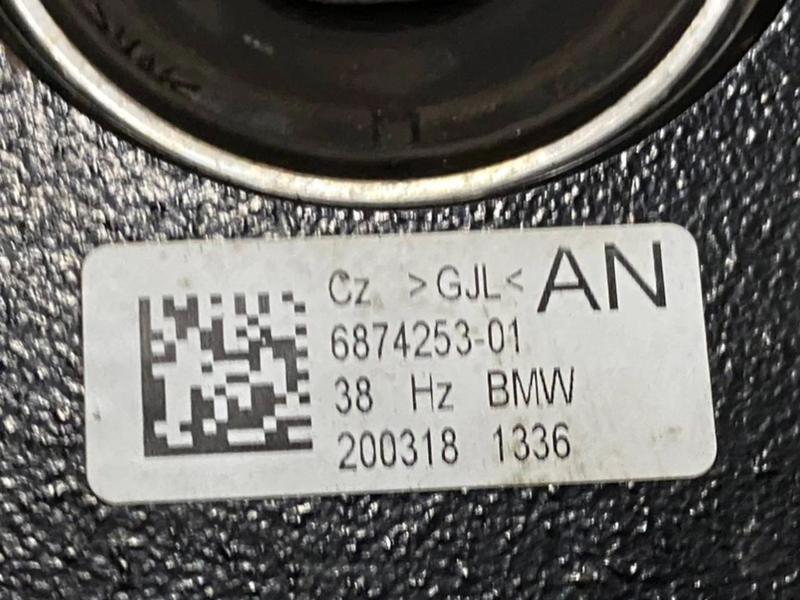 Cz >GJL< AN
6874253-01
38 Hz BMW
200318 1336